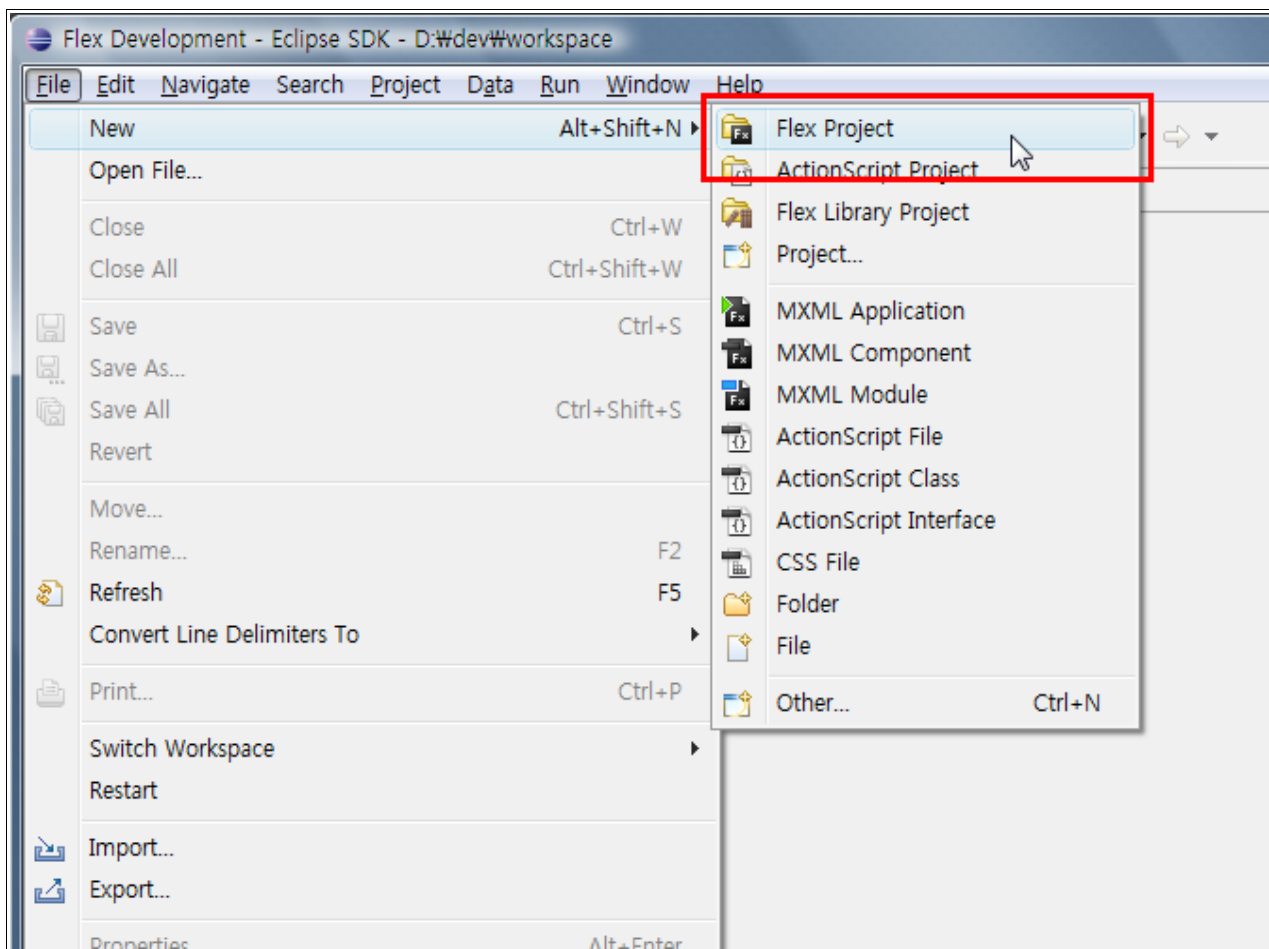 Flex Development - Eclipse SDK - D:₩dev₩workspace
File Edit Navigate Search Project Data Run Window Help
New Alt+Shift+N
Open File...
Close Ctrl+W
Close All Ctrl+Shift+W
Save Ctrl+S
Save As...
Save All Ctrl+Shift+S
Revert
Move...
Rename... F2
Refresh F5
Convert Line Delimiters To
Print... Ctrl+P
Switch Workspace
Restart
Import...
Export...
Properties Alt+Enter
Flex Project
ActionScript Project
Flex Library Project
Project...
MXML Application
MXML Component
MXML Module
ActionScript File
ActionScript Class
ActionScript Interface
CSS File
Folder
File
Other... Ctrl+N